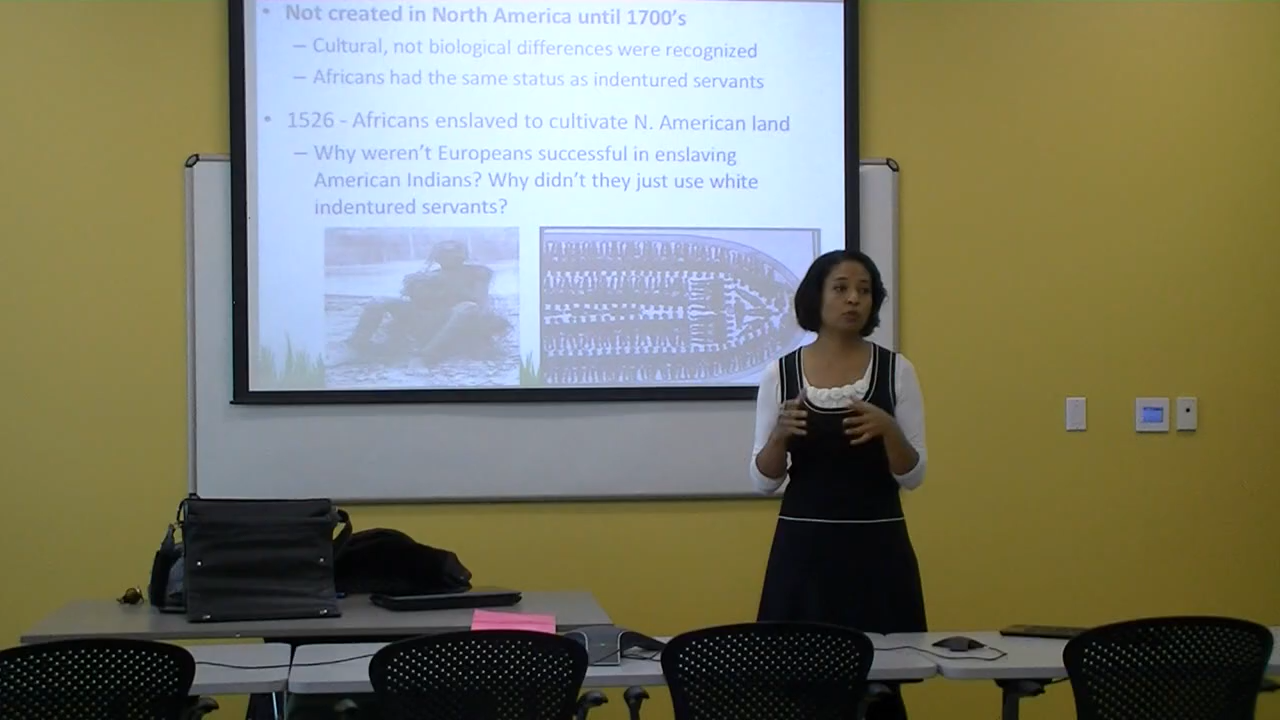 • Not created in North America until 1700's
– Cultural, not biological differences were recognized
– Africans had the same status as indentured servants
• 1526 - Africans enslaved to cultivate N. American land
– Why weren't Europeans successful in enslaving
American Indians? Why didn't they just use white
indentured servants?